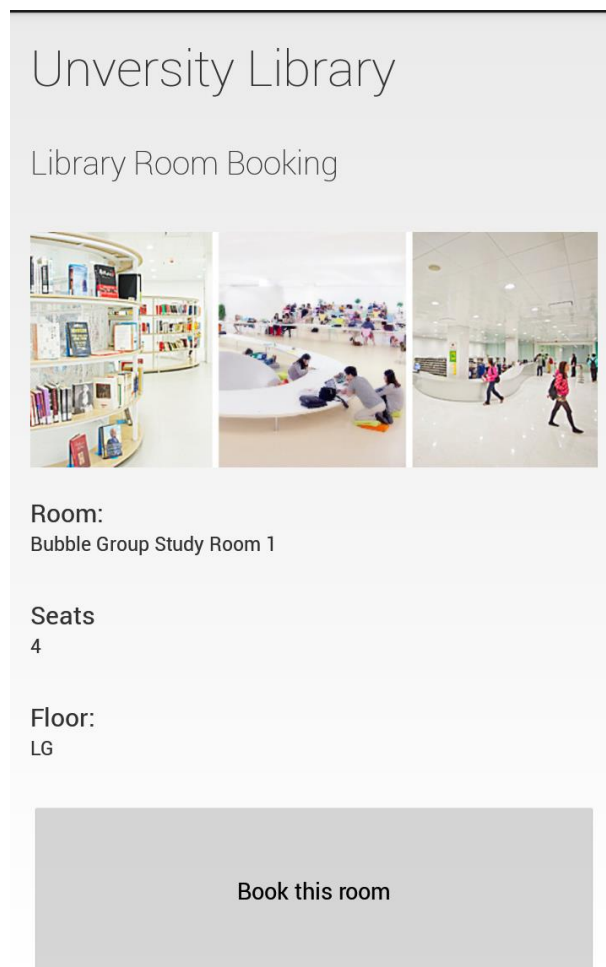 Unversity Library
Library Room Booking
Room:
Bubble Group Study Room 1
Seats
4
Floor:
LG
Book this room